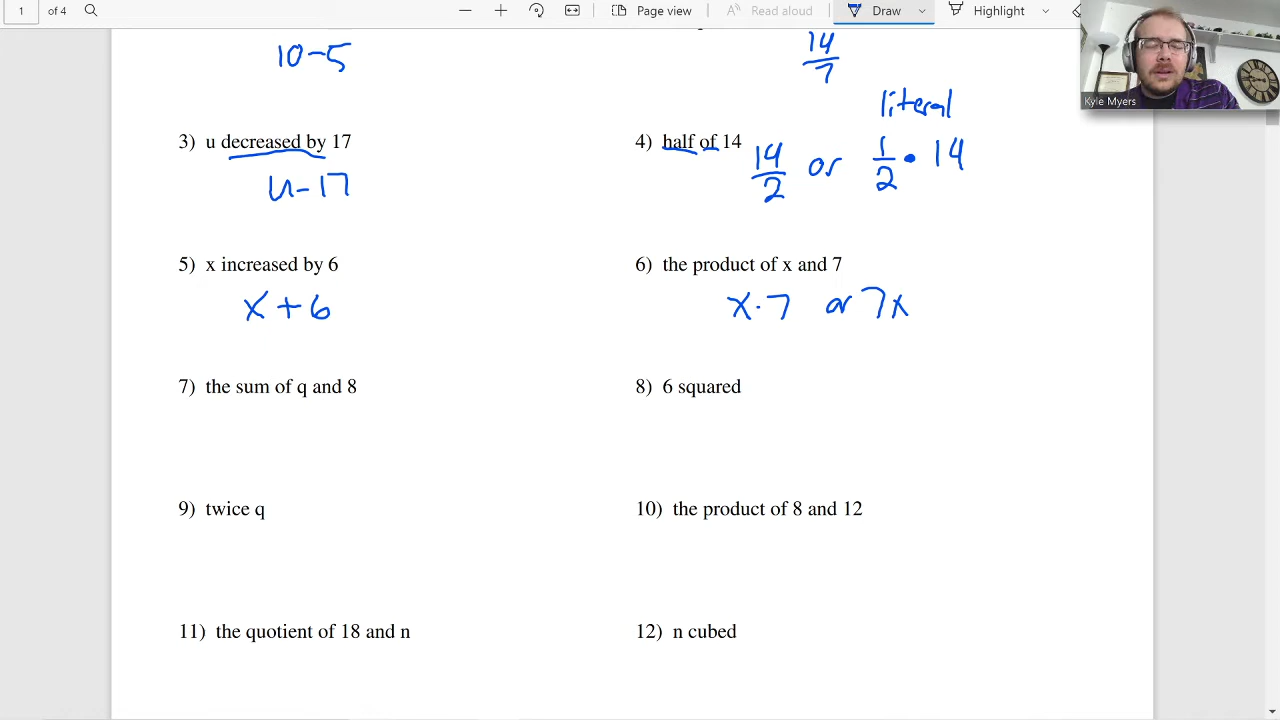 1 of 4 Page view Read aloud Draw Highlight
Kyle Myers
10-5
14/7
3) u decreased by 17
u-17
4) half of 14
14/2 or 1/2 • 14
literal
5) x increased by 6
x+6
6) the product of x and 7
x·7 or 7x
7) the sum of q and 8
8) 6 squared
9) twice q
10) the product of 8 and 12
11) the quotient of 18 and n
12) n cubed